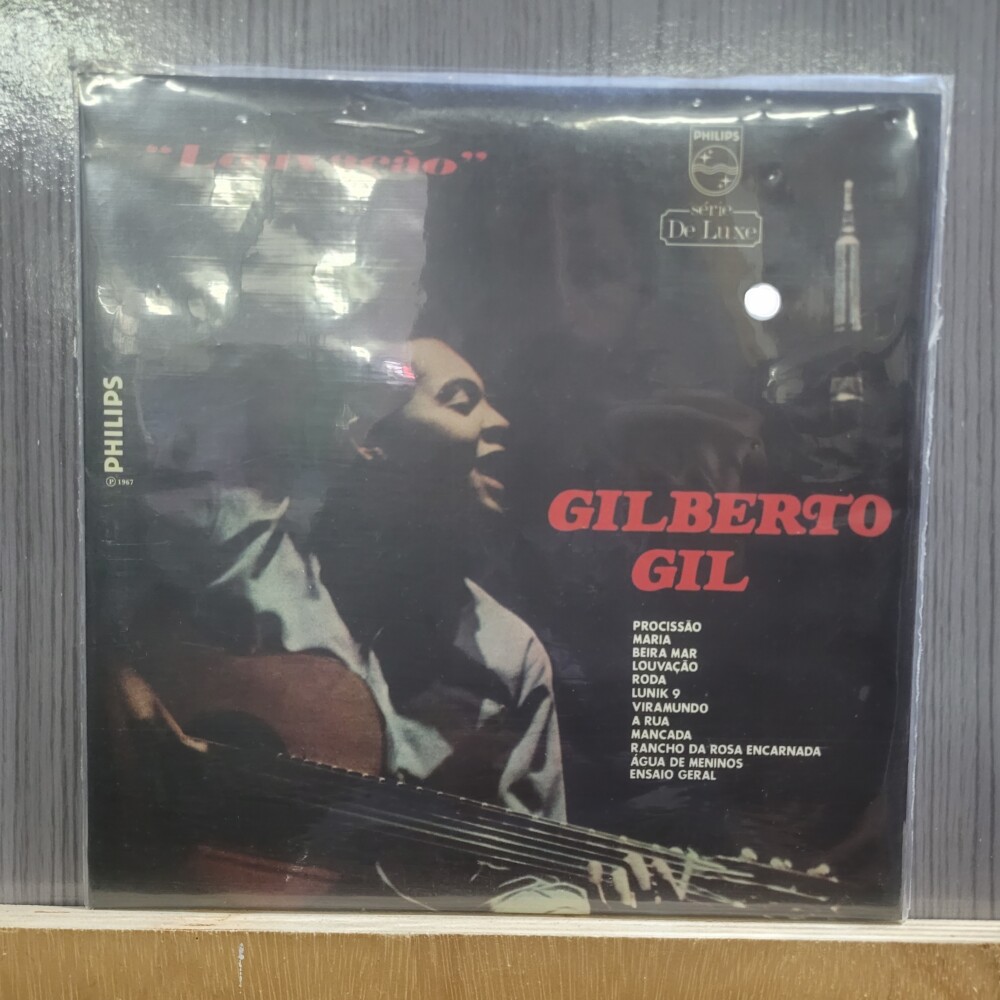 "Louvação"
PHILIPS
série
De Luxe
PHILIPS
℗ 1967
GILBERTO
GIL
PROCISSÃO
MARIA
BEIRA MAR
LOUVAÇÃO
RODA
LUNIK 9
VIRAMUNDO
A RUA
MANCADA
RANCHO DA ROSA ENCARNADA
ÁGUA DE MENINOS
ENSAIO GERAL